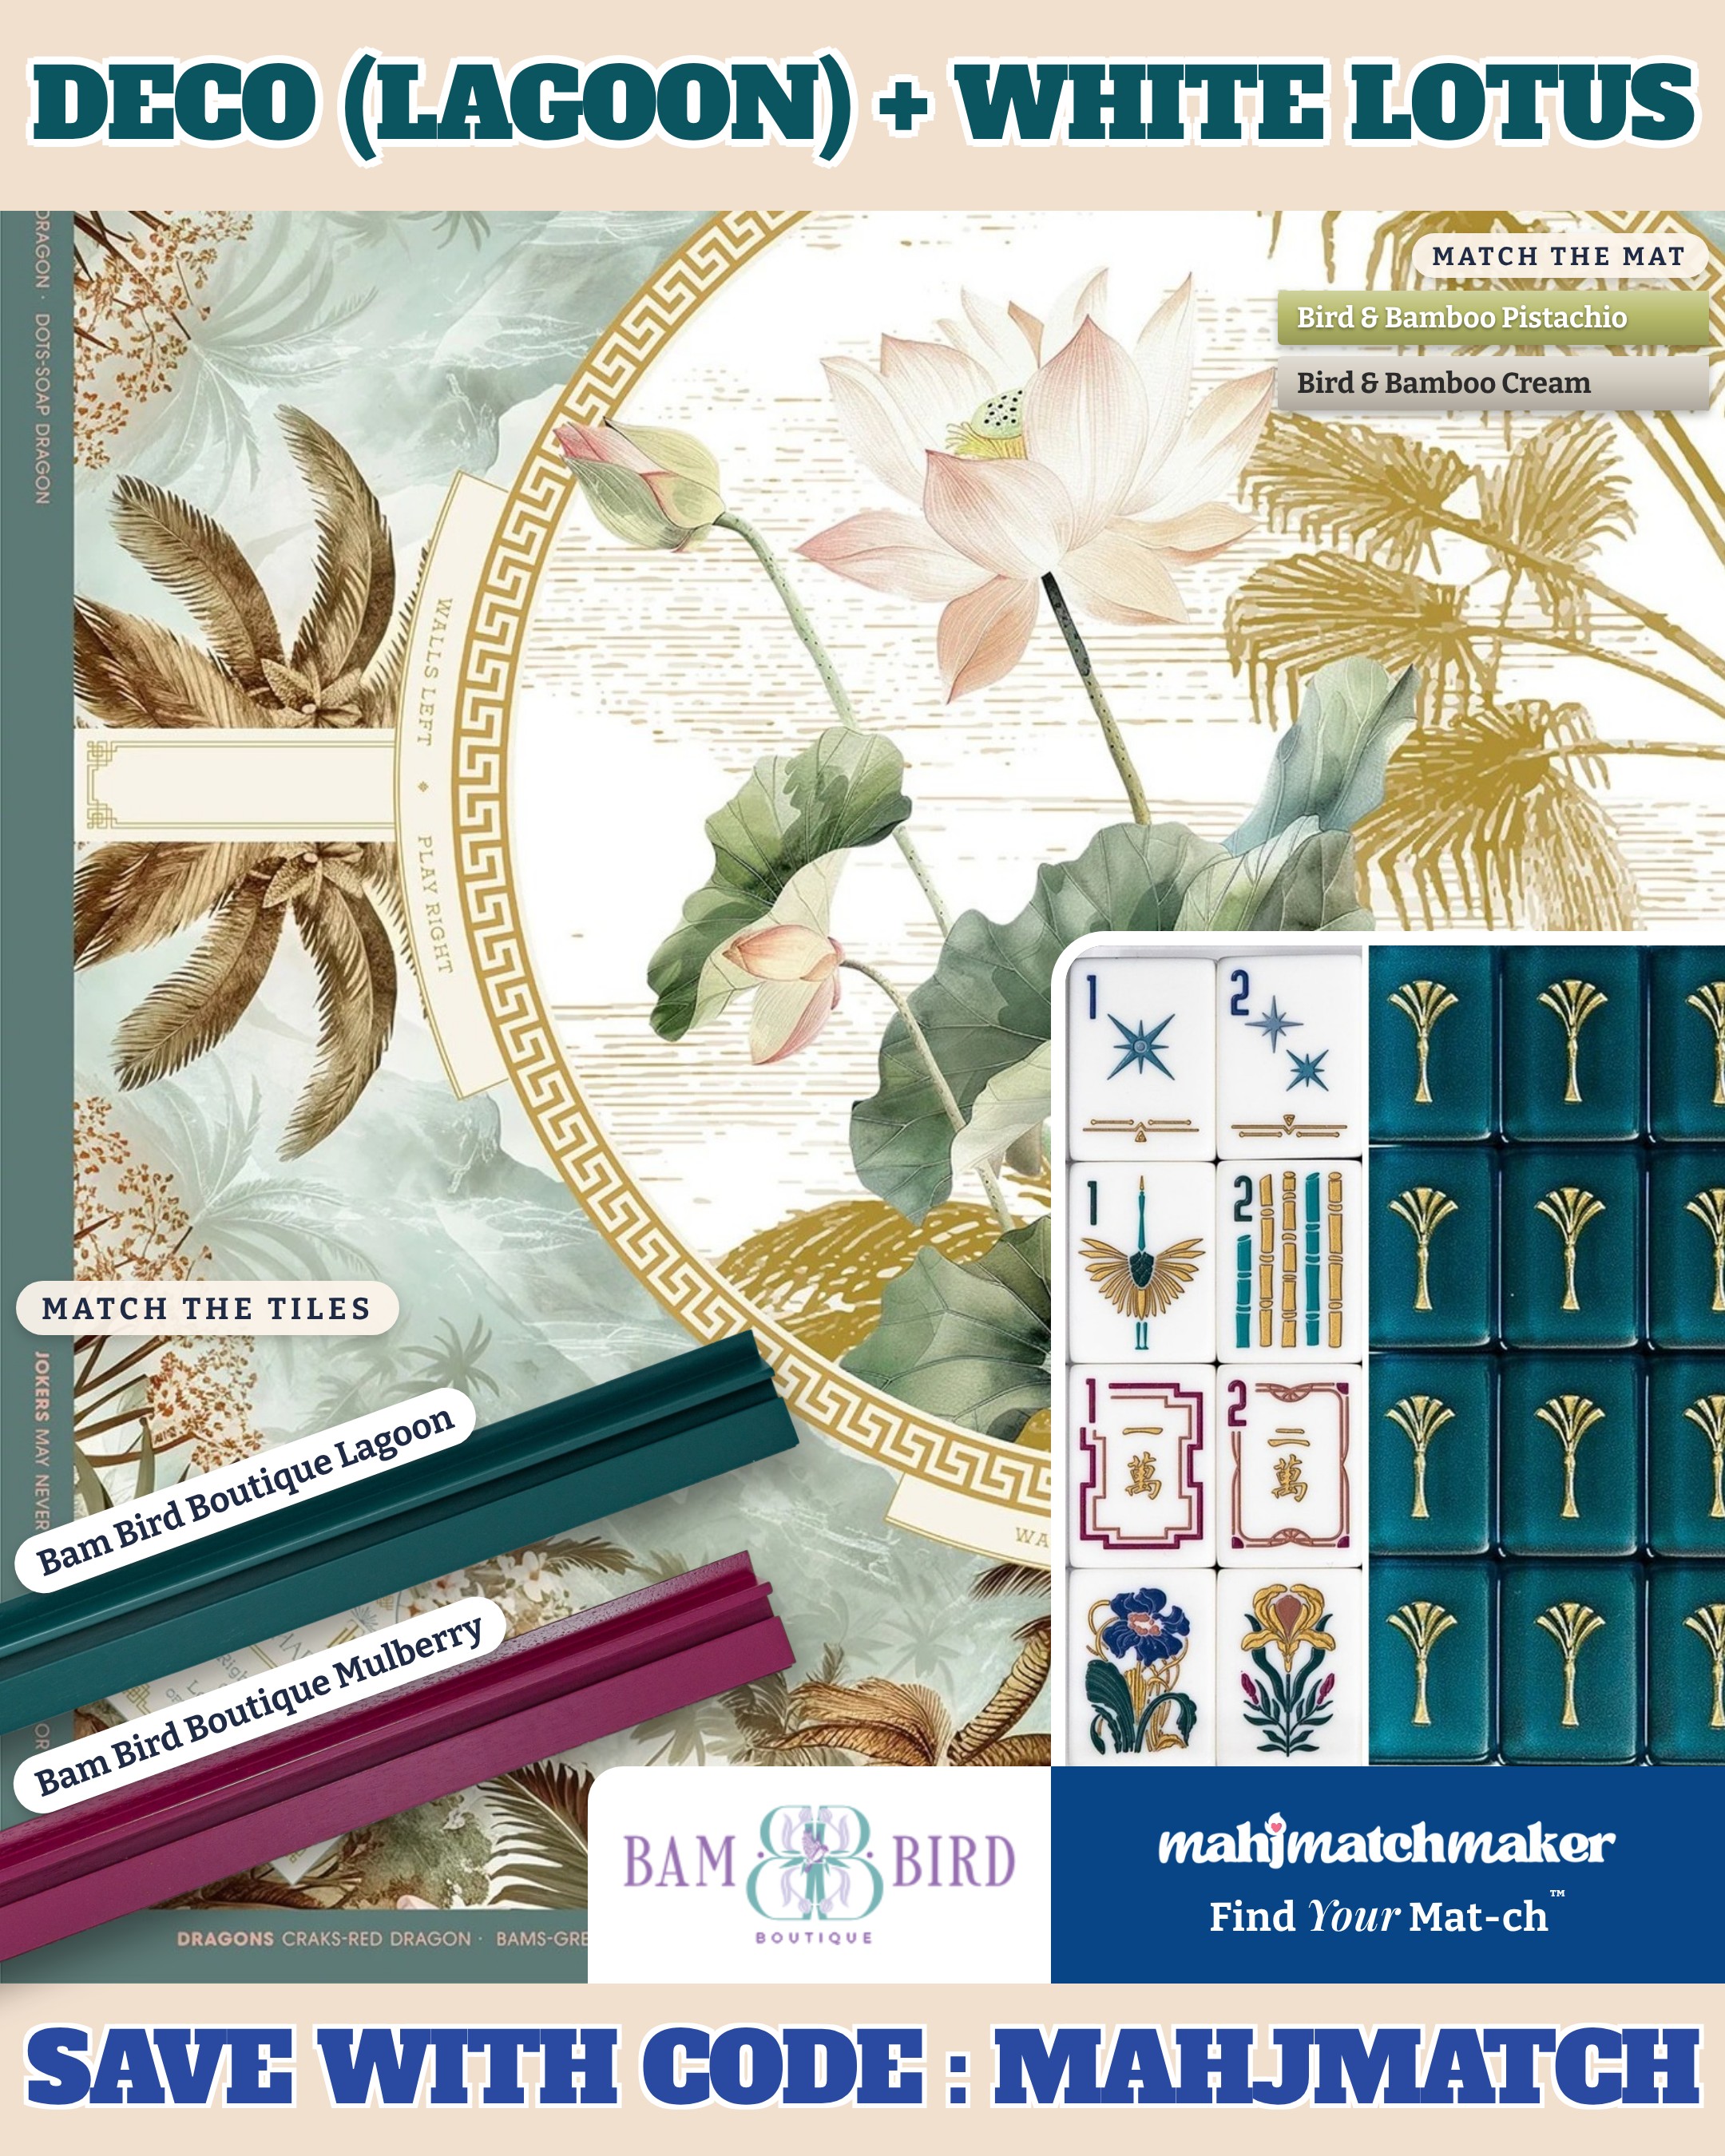 DECO (LAGOON) + WHITE LOTUS
DRAGON · DOTS-SOAP DRAGON
MATCH THE MAT
Bird & Bamboo Pistachio
Bird & Bamboo Cream
WALLS LEFT ◆ PLAY RIGHT
1
2
1
2
1
一
萬
2
二
萬
MATCH THE TILES
JOKERS MAY NEVER
Bam Bird Boutique Lagoon
Bam Bird Boutique Mulberry
DRAGONS CRAKS-RED DRAGON · BAMS-GRE
BAM BIRD
BOUTIQUE
mahjmatchmaker
Find Your Mat-ch™
SAVE WITH CODE : MAHJMATCH